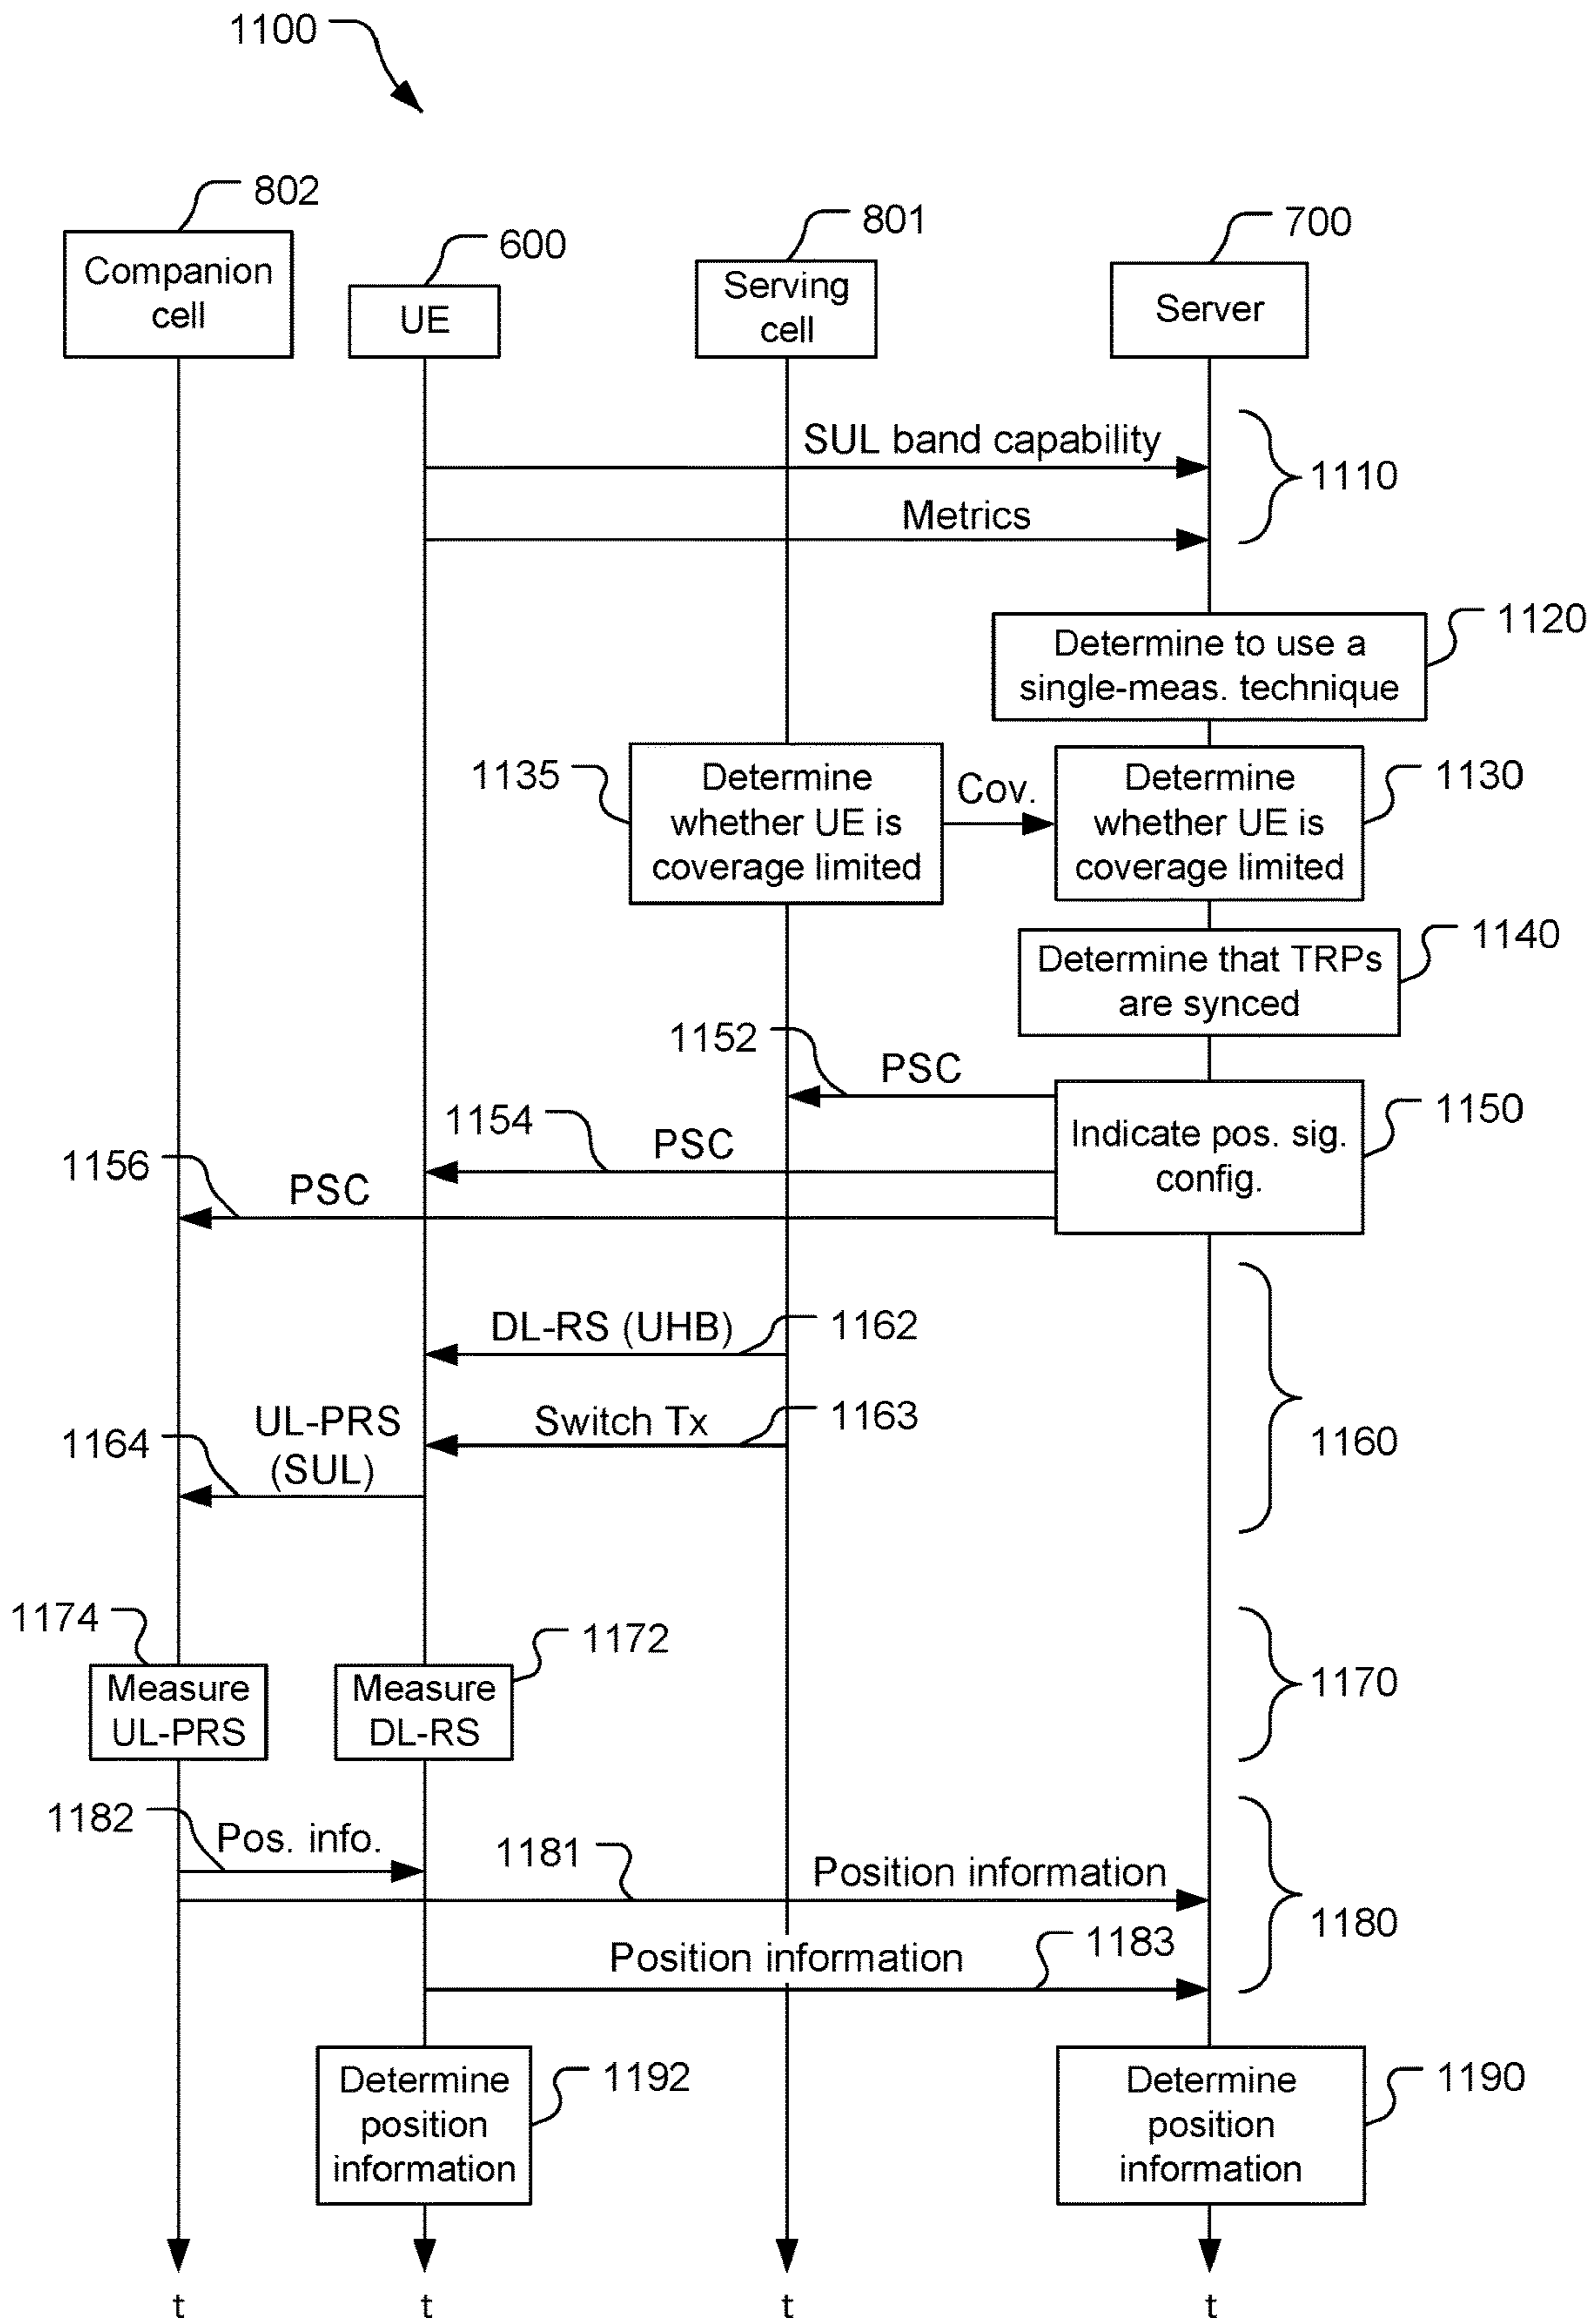 1100
802
600
801
700
Companion
cell
UE
Serving
cell
Server
SUL band capability
1110
Metrics
1120
Determine to use a
single-meas. technique
1135
Determine
whether UE is
coverage limited
Cov.
Determine
whether UE is
coverage limited
1130
1140
Determine that TRPs
are synced
1152
PSC
1154
PSC
1150
Indicate pos. sig.
config.
1156
PSC
DL-RS (UHB)
1162
UL-PRS
(SUL)
1164
Switch Tx
1163
1160
1174
Measure
UL-PRS
1172
Measure
DL-RS
1170
1182
Pos. info.
1181
Position information
1180
Position information
1183
Determine
position
information
1192
Determine
position
information
1190
t
t
t
t